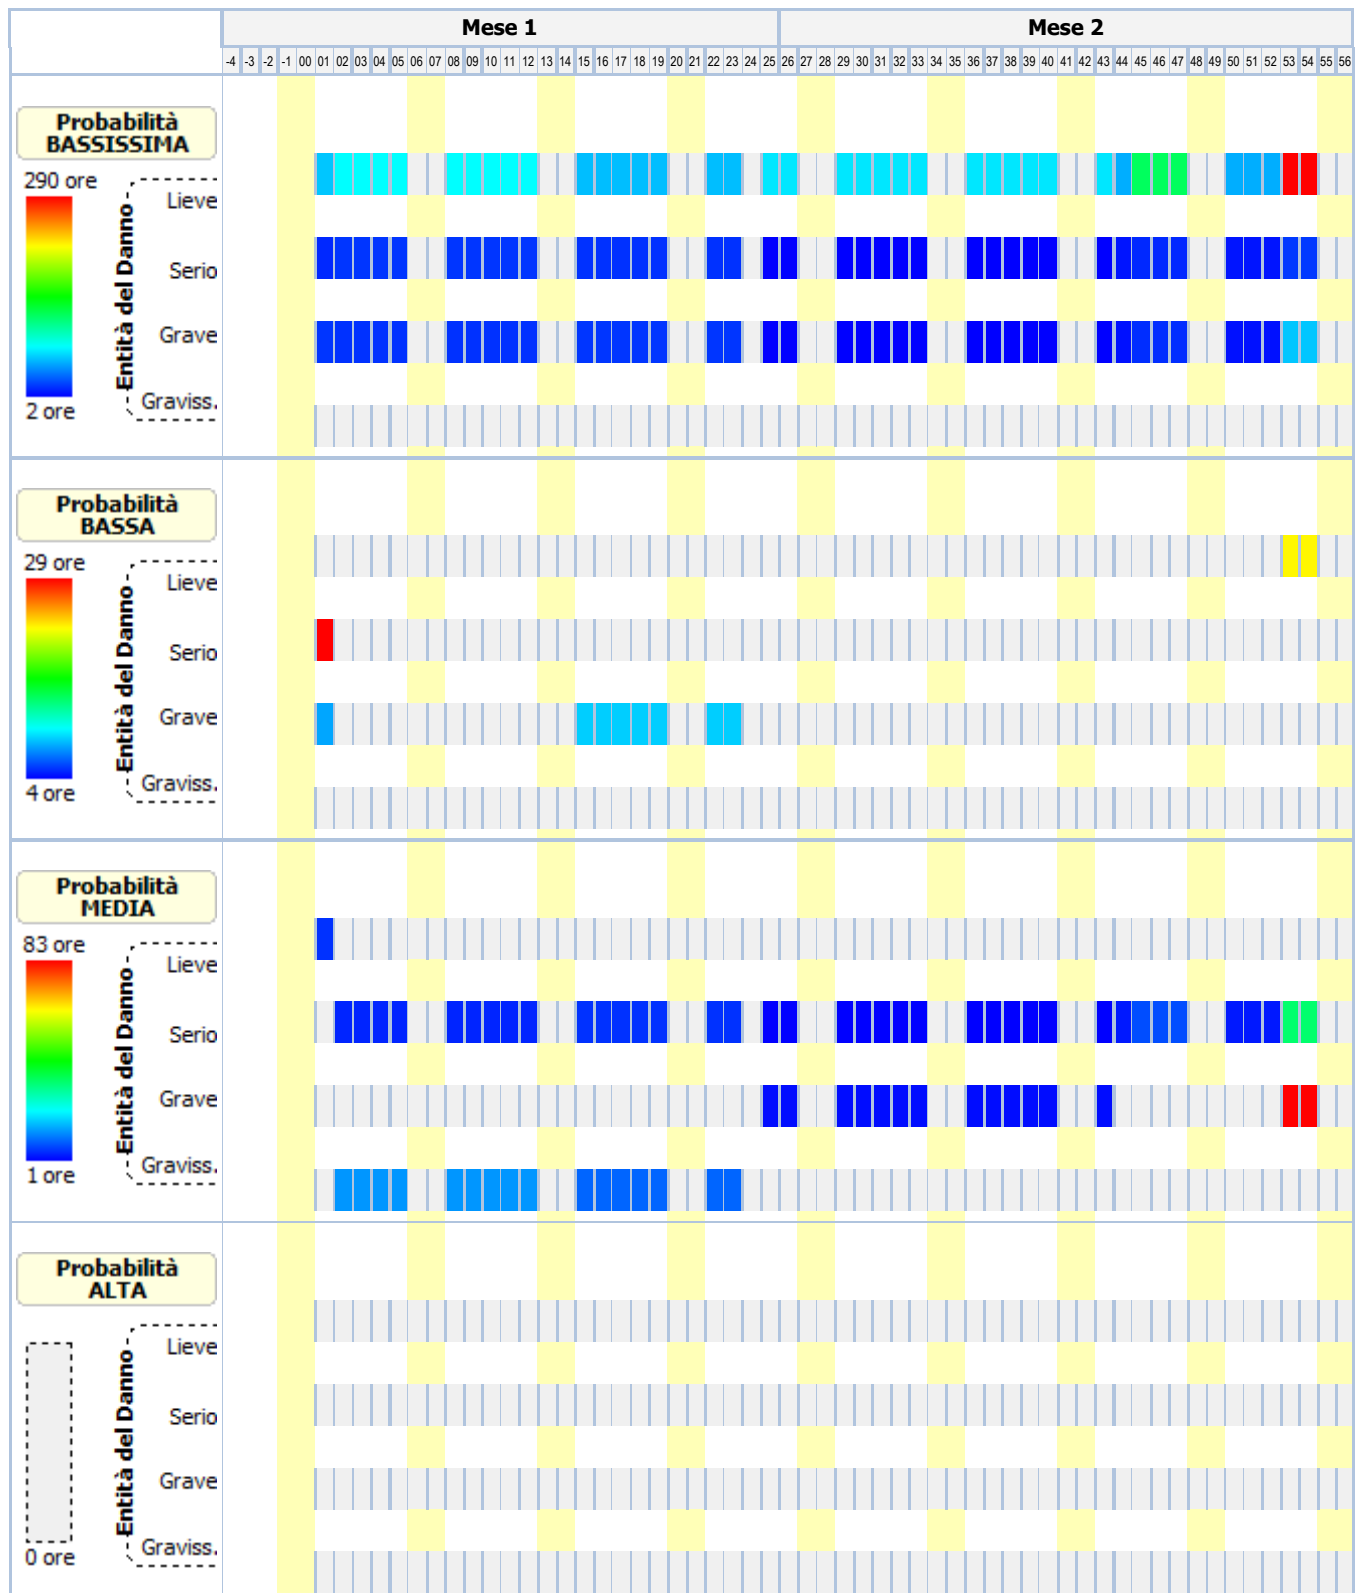 Mese 1 Mese 2
-4 -3 -2 -1 00 01 02 03 04 05 06 07 08 09 10 11 12 13 14 15 16 17 18 19 20 21 22 23 24 25 26 27 28 29 30 31 32 33 34 35 36 37 38 39 40 41 42 43 44 45 46 47 48 49 50 51 52 53 54 55 56
Probabilità
BASSISSIMA
290 ore
2 ore
Entità del Danno
Lieve
Serio
Grave
Graviss.
Probabilità
BASSA
29 ore
4 ore
Entità del Danno
Lieve
Serio
Grave
Graviss.
Probabilità
MEDIA
83 ore
1 ore
Entità del Danno
Lieve
Serio
Grave
Graviss.
Probabilità
ALTA
0 ore
Entità del Danno
Lieve
Serio
Grave
Graviss.